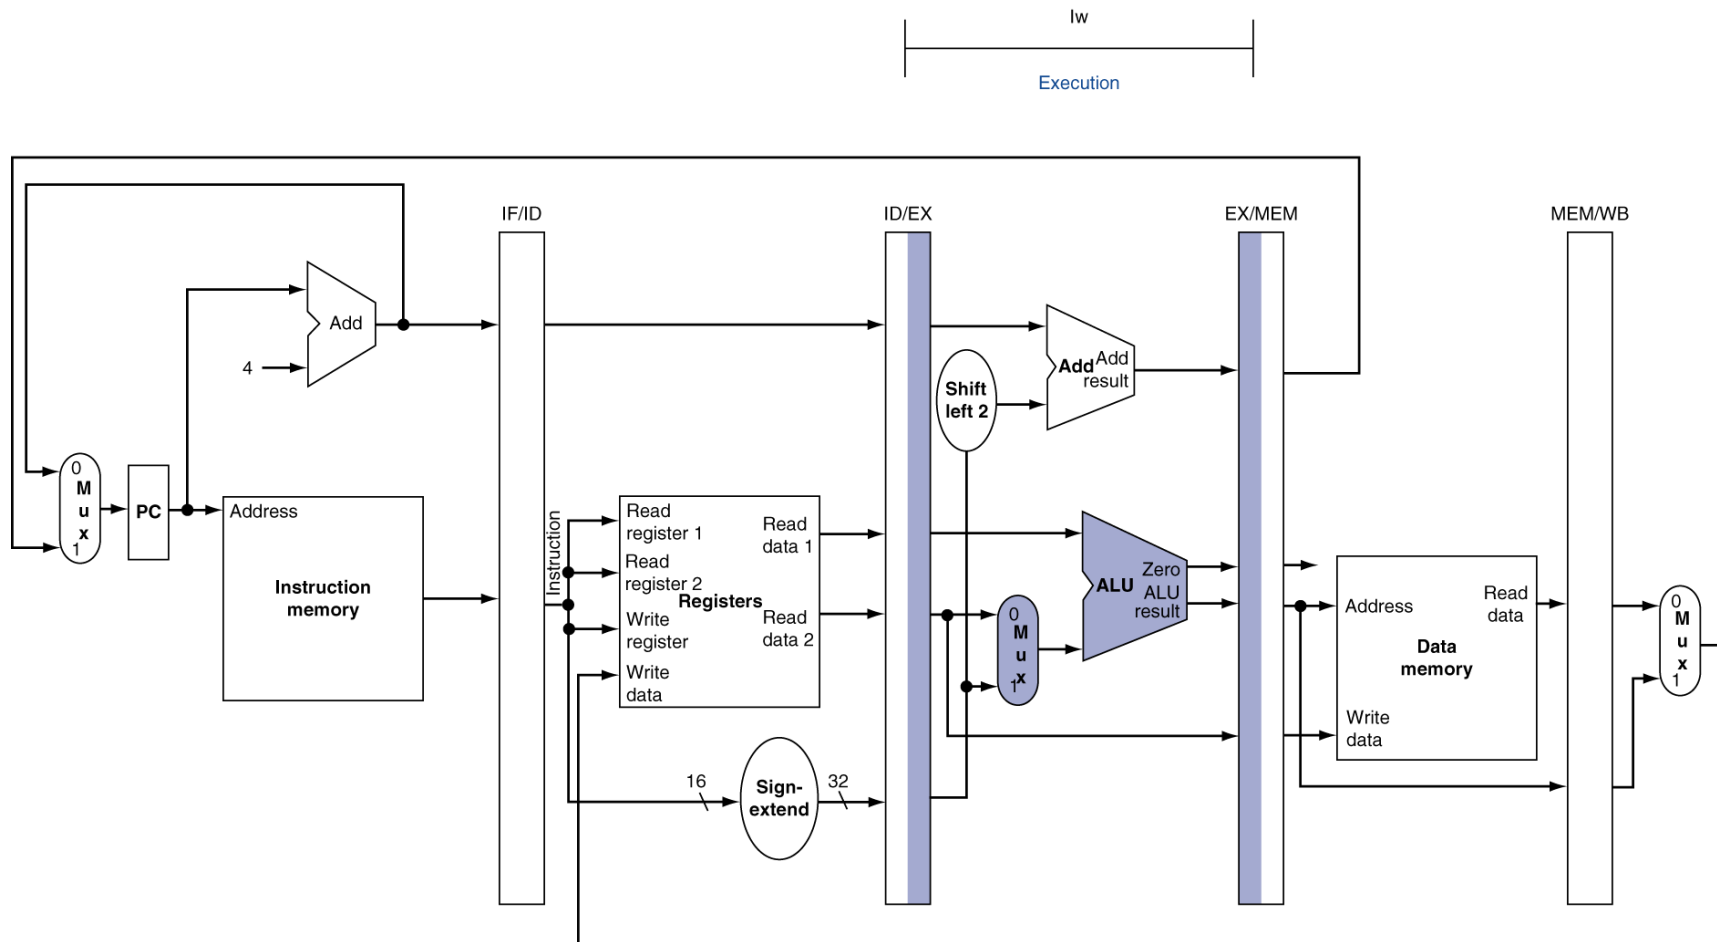 lw
Execution
IF/ID
ID/EX
EX/MEM
MEM/WB
Add
4
Add
Add
result
Shift
left 2
0
M
u
x
1
PC
Address
Instruction
memory
Instruction
Read
register 1
Read
register 2
Write
register
Write
data
Registers
Read
data 1
Read
data 2
0
M
u
x
1
ALU
Zero
ALU
result
Address
Write
data
Data
memory
Read
data
0
M
u
x
1
16
Sign-
extend
32